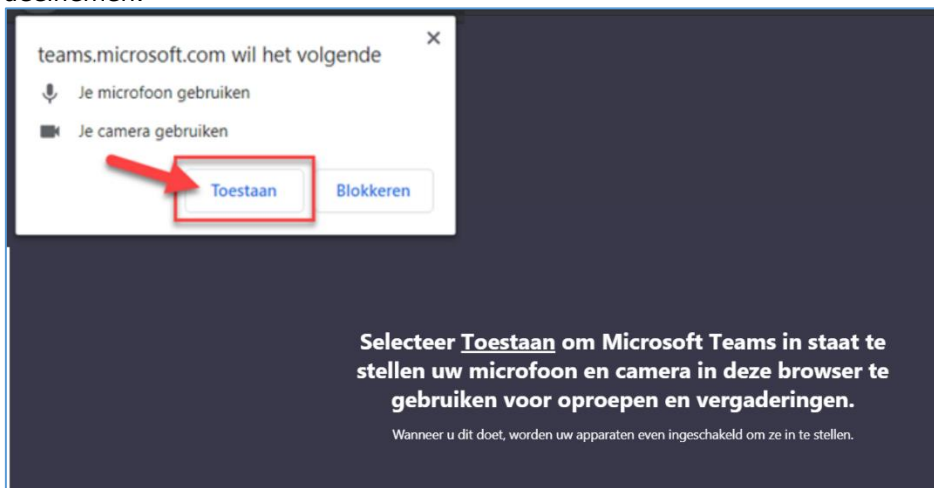 teams.microsoft.com wil het volgende
Je microfoon gebruiken
Je camera gebruiken
Toestaan
Blokkeren
Selecteer Toestaan om Microsoft Teams in staat te
stellen uw microfoon en camera in deze browser te
gebruiken voor oproepen en vergaderingen.
Wanneer u dit doet, worden uw apparaten even ingeschakeld om ze in te stellen.